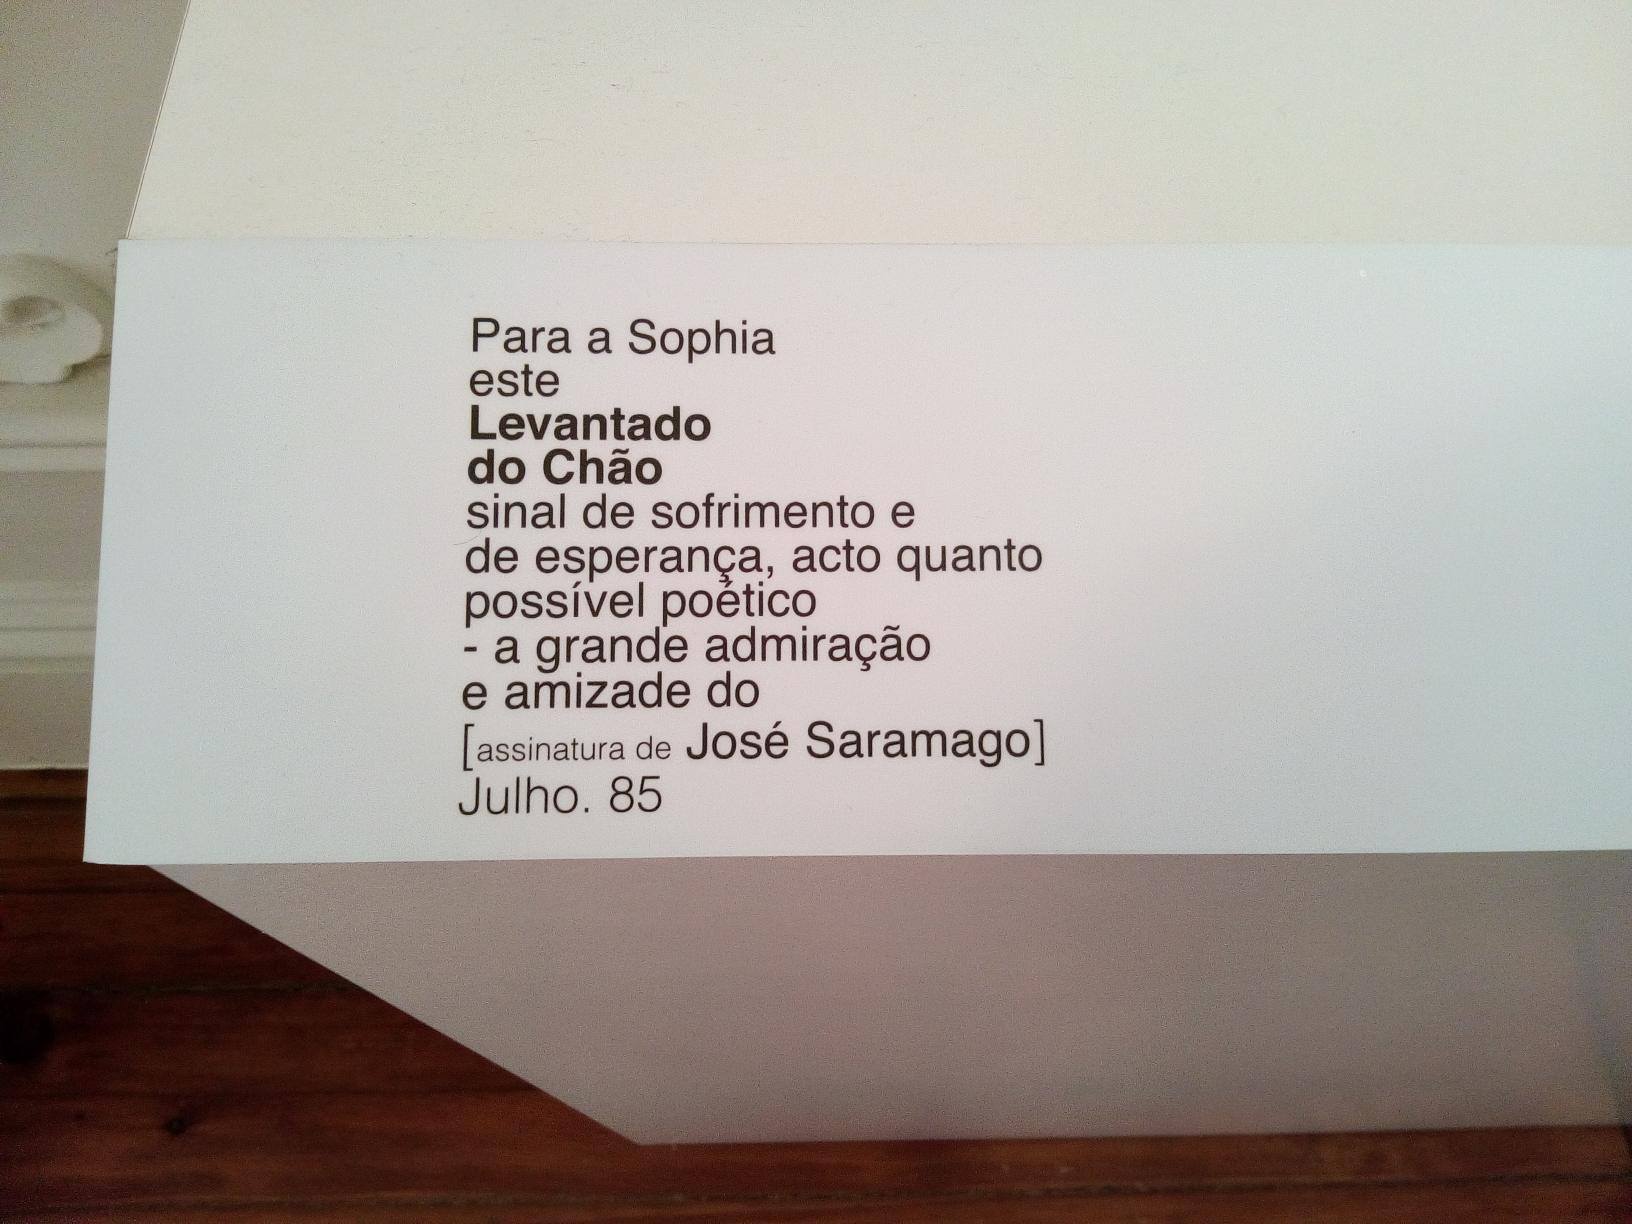 Para a Sophia
este
Levantado
do Chão
sinal de sofrimento e
de esperança, acto quanto
possível poético
- a grande admiração
e amizade do
[assinatura de José Saramago]
Julho. 85